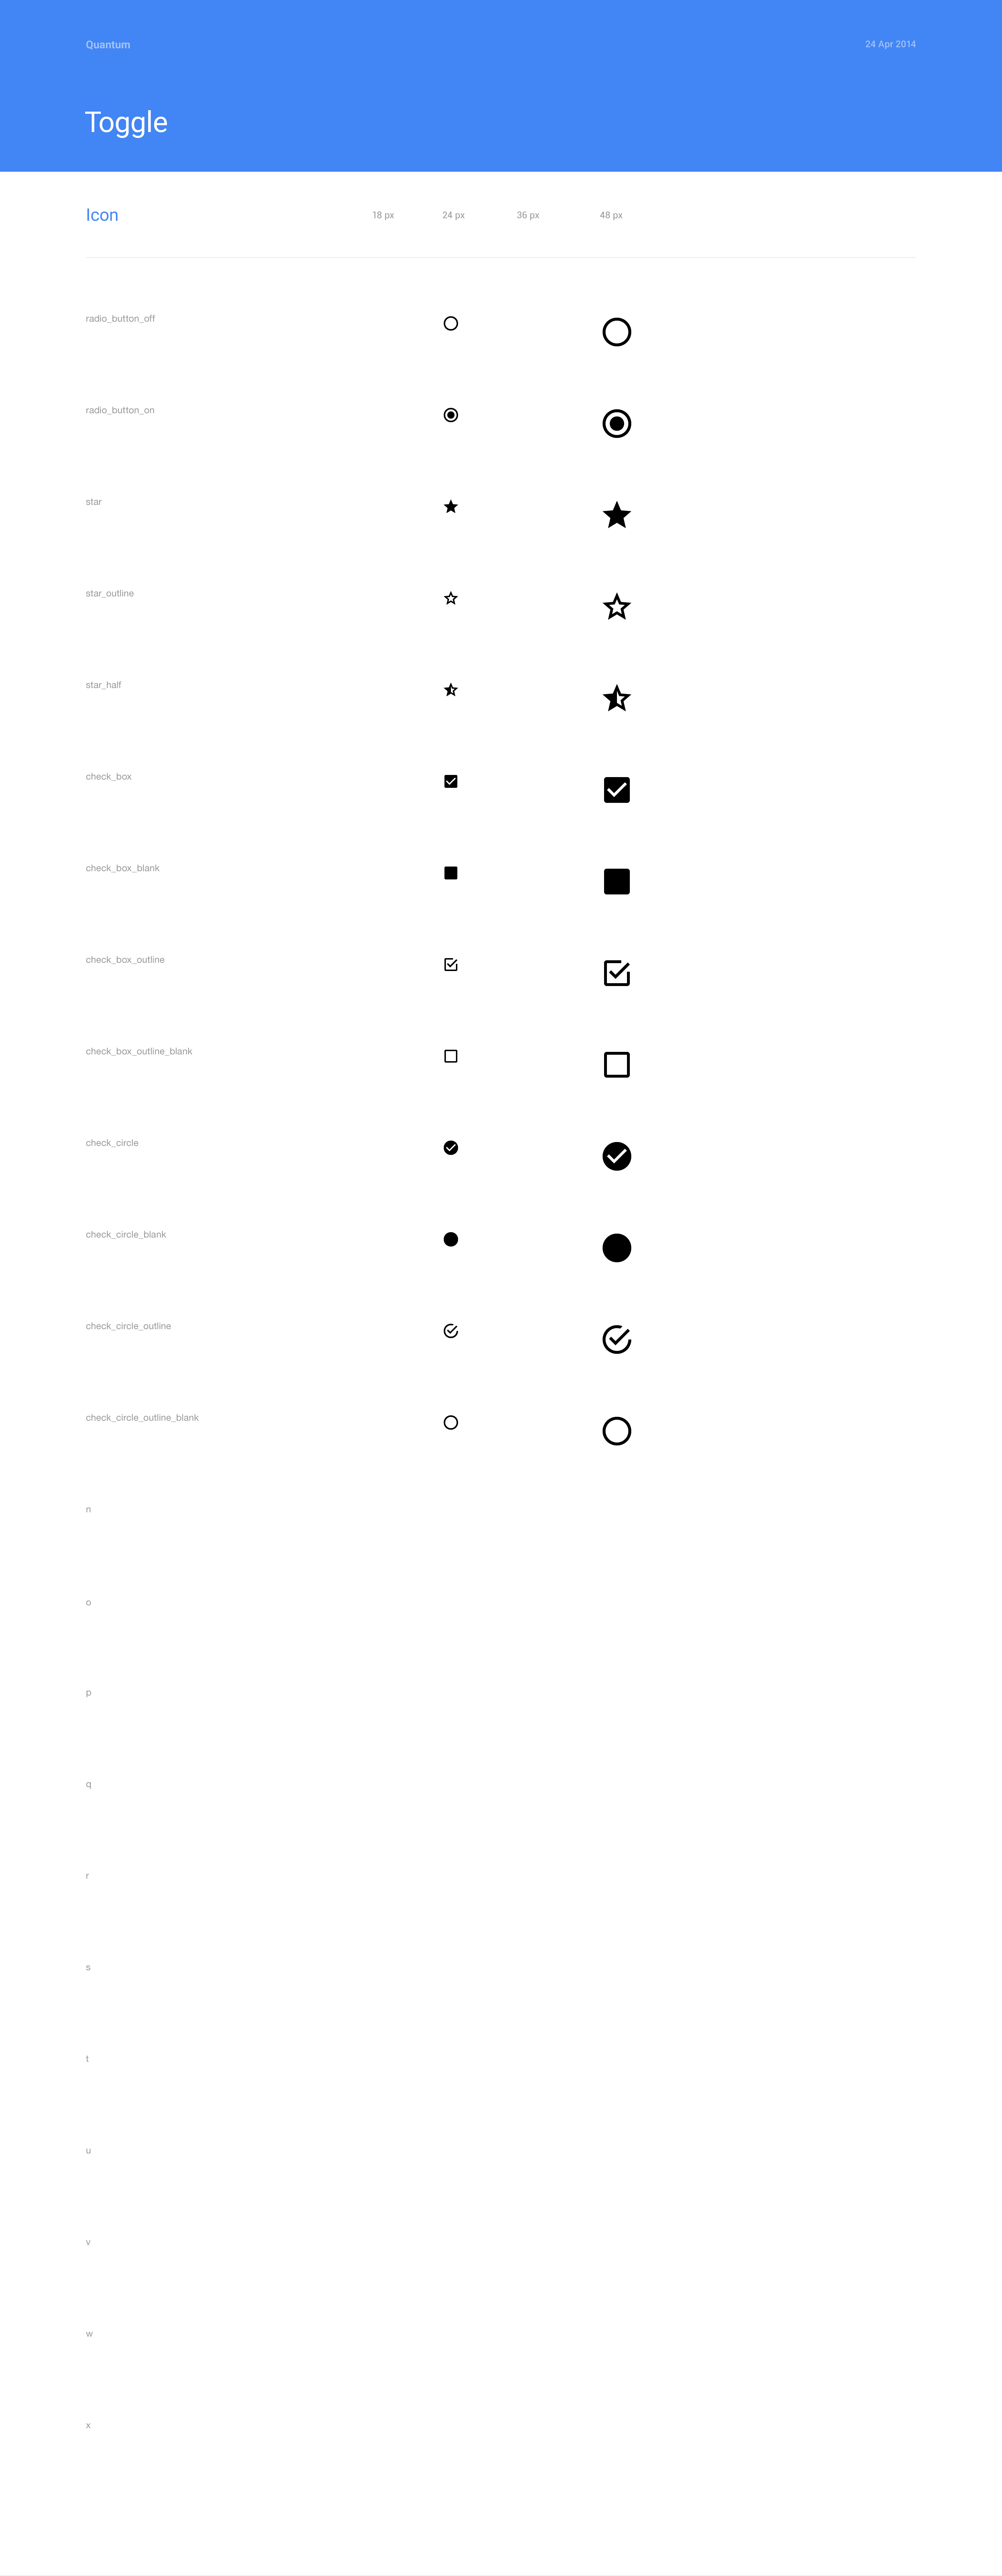 Quantum
24 Apr 2014
Toggle
Icon 18 px 24 px 36 px 48 px
radio_button_off
radio_button_on
star
star_outline
star_half
check_box
check_box_blank
check_box_outline
check_box_outline_blank
check_circle
check_circle_blank
check_circle_outline
check_circle_outline_blank
n
o
p
q
r
s
t
u
v
w
x